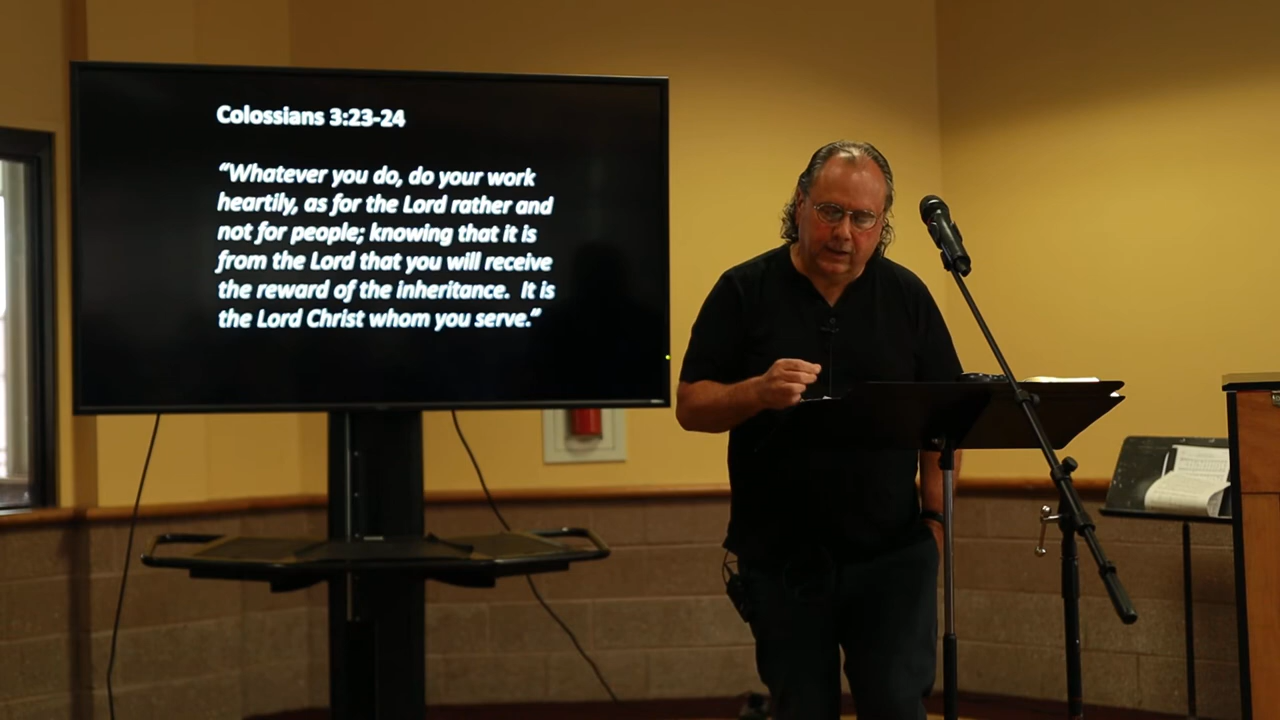 Colossians 3:23-24
“Whatever you do, do your work
heartily, as for the Lord rather and
not for people; knowing that it is
from the Lord that you will receive
the reward of the inheritance.  It is
the Lord Christ whom you serve.”